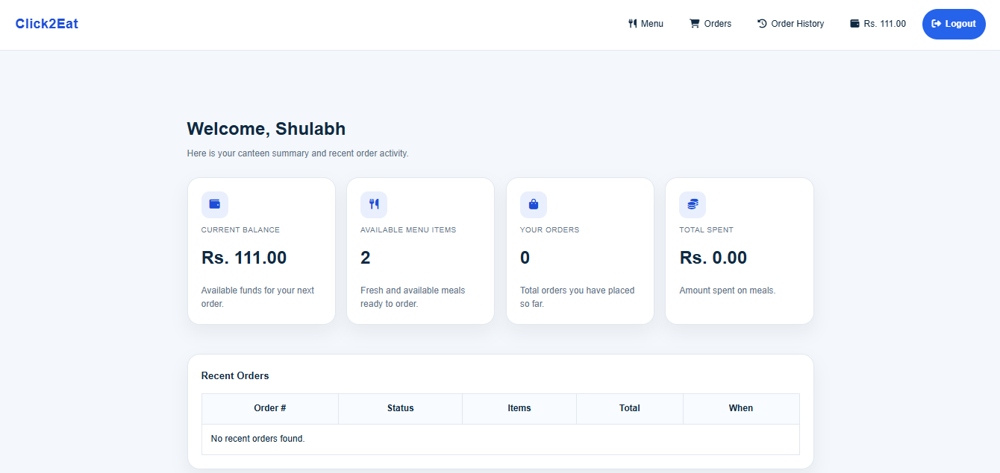 Click2Eat
Menu
Orders
Order History
Rs. 111.00
Logout
Welcome, Shulabh
Here is your canteen summary and recent order activity.
CURRENT BALANCE
Rs. 111.00
Available funds for your next
order.
AVAILABLE MENU ITEMS
2
Fresh and available meals
ready to order.
YOUR ORDERS
0
Total orders you have placed
so far.
TOTAL SPENT
Rs. 0.00
Amount spent on meals.
Recent Orders
Order # Status Items Total When
No recent orders found.